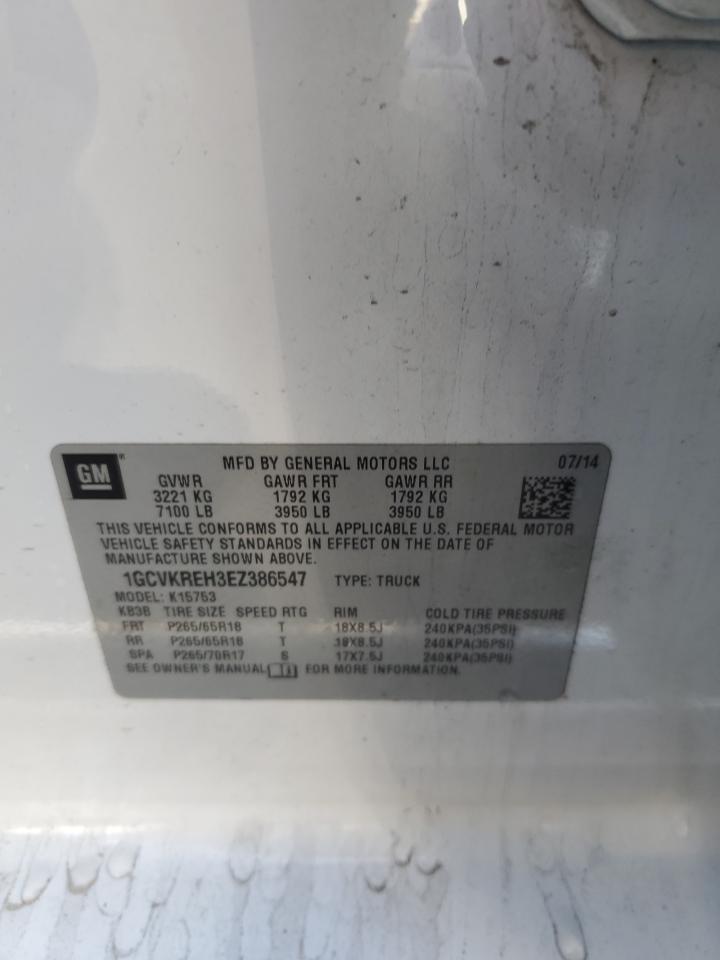 GM
MFD BY GENERAL MOTORS LLC 07/14
GVWR GAWR FRT GAWR RR
3221 KG 1792 KG 1792 KG
7100 LB 3950 LB 3950 LB
THIS VEHICLE CONFORMS TO ALL APPLICABLE U.S. FEDERAL MOTOR
VEHICLE SAFETY STANDARDS IN EFFECT ON THE DATE OF
MANUFACTURE SHOWN ABOVE.
1GCVKREH3EZ386547 TYPE: TRUCK
MODEL: K15753
KB3B TIRE SIZE SPEED RTG RIM COLD TIRE PRESSURE
FRT P265/65R18 T 18X8.5J 240KPA(35PSI)
RR P265/65R18 T 18X8.5J 240KPA(35PSI)
SPA P265/70R17 S 17X7.5J 240KPA(35PSI)
SEE OWNER'S MANUAL FOR MORE INFORMATION.